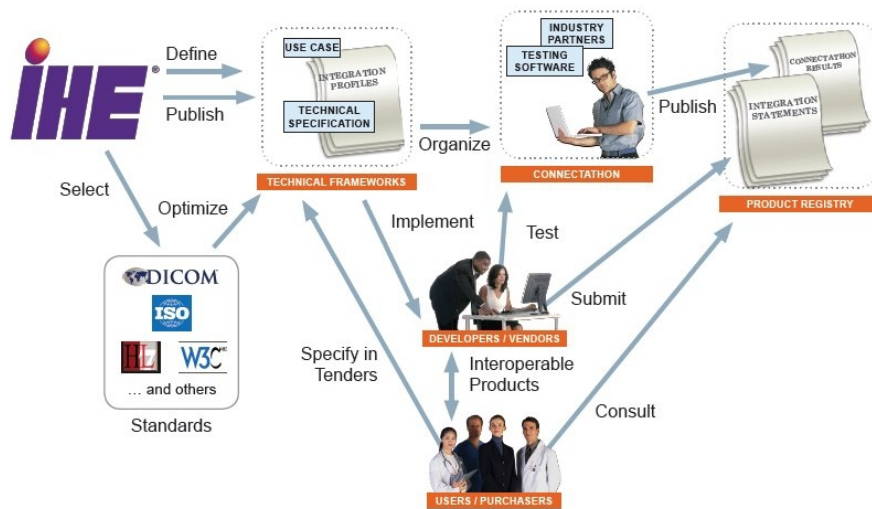 IHE®
Define
Publish
Select
Optimize
USE CASE
INTEGRATION
PROFILES
TECHNICAL
SPECIFICATION
TECHNICAL FRAMEWORKS
Organize
INDUSTRY
PARTNERS
TESTING
SOFTWARE
CONNECTATHON
Publish
CONNECTATHON
RESULTS
INTEGRATION
STATEMENTS
PRODUCT REGISTRY
Implement
Test
Submit
DICOM
ISO
HL7
W3C
... and others
Standards
DEVELOPERS / VENDORS
Specify in
Tenders
Interoperable
Products
Consult
USERS / PURCHASERS